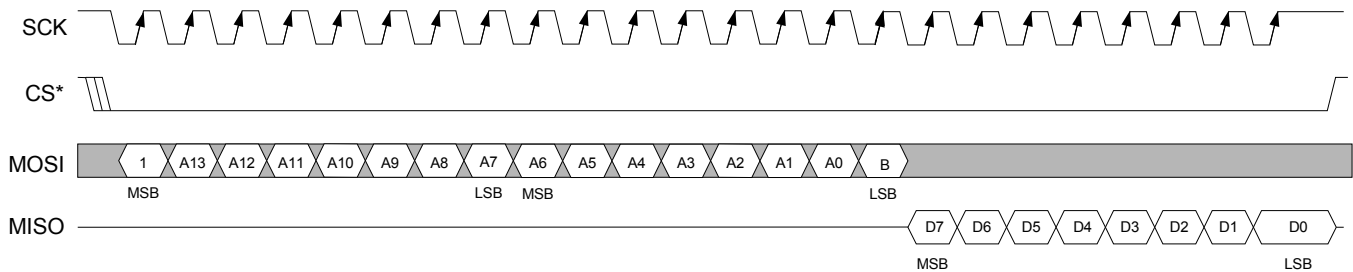 SCK
CS*
MOSI 1 A13 A12 A11 A10 A9 A8 A7 A6 A5 A4 A3 A2 A1 A0 B
MSB LSB MSB LSB
MISO D7 D6 D5 D4 D3 D2 D1 D0
MSB LSB